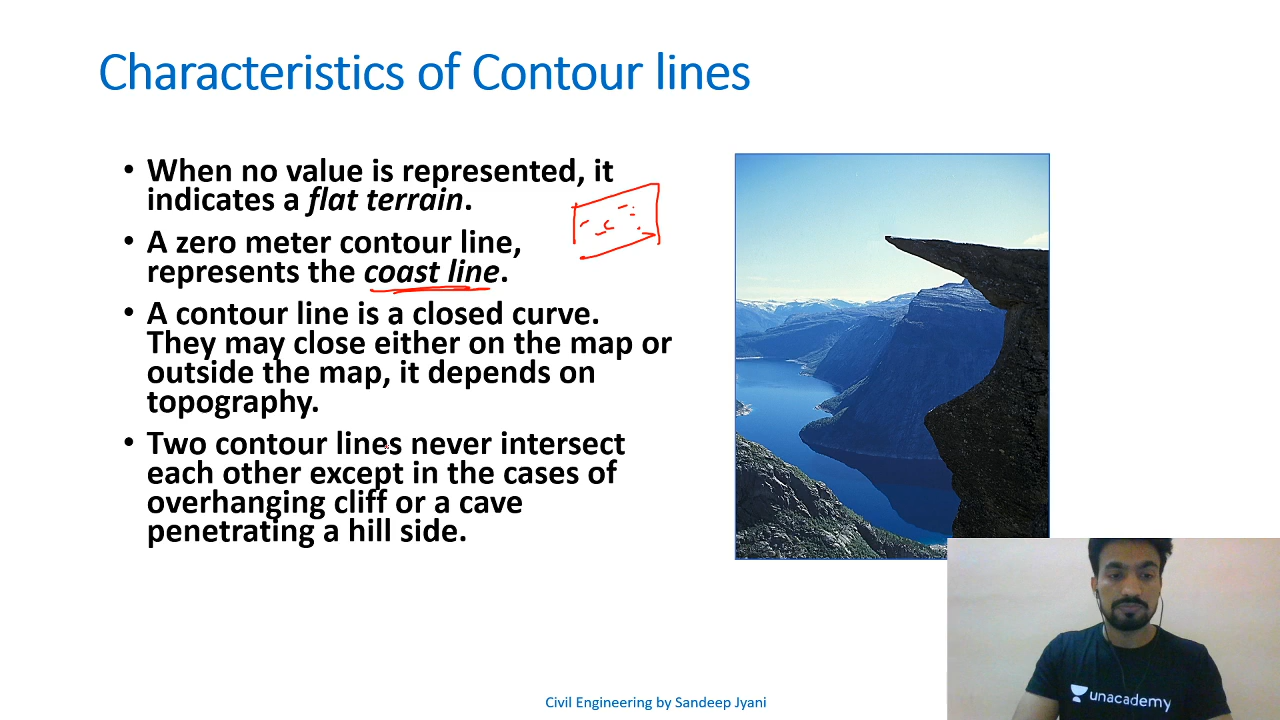 Characteristics of Contour lines
• When no value is represented, it
indicates a flat terrain.
• A zero meter contour line,
represents the coast line.
• A contour line is a closed curve.
They may close either on the map or
outside the map, it depends on
topography.
• Two contour lines never intersect
each other except in the cases of
overhanging cliff or a cave
penetrating a hill side.
unacademy
Civil Engineering by Sandeep Jyani